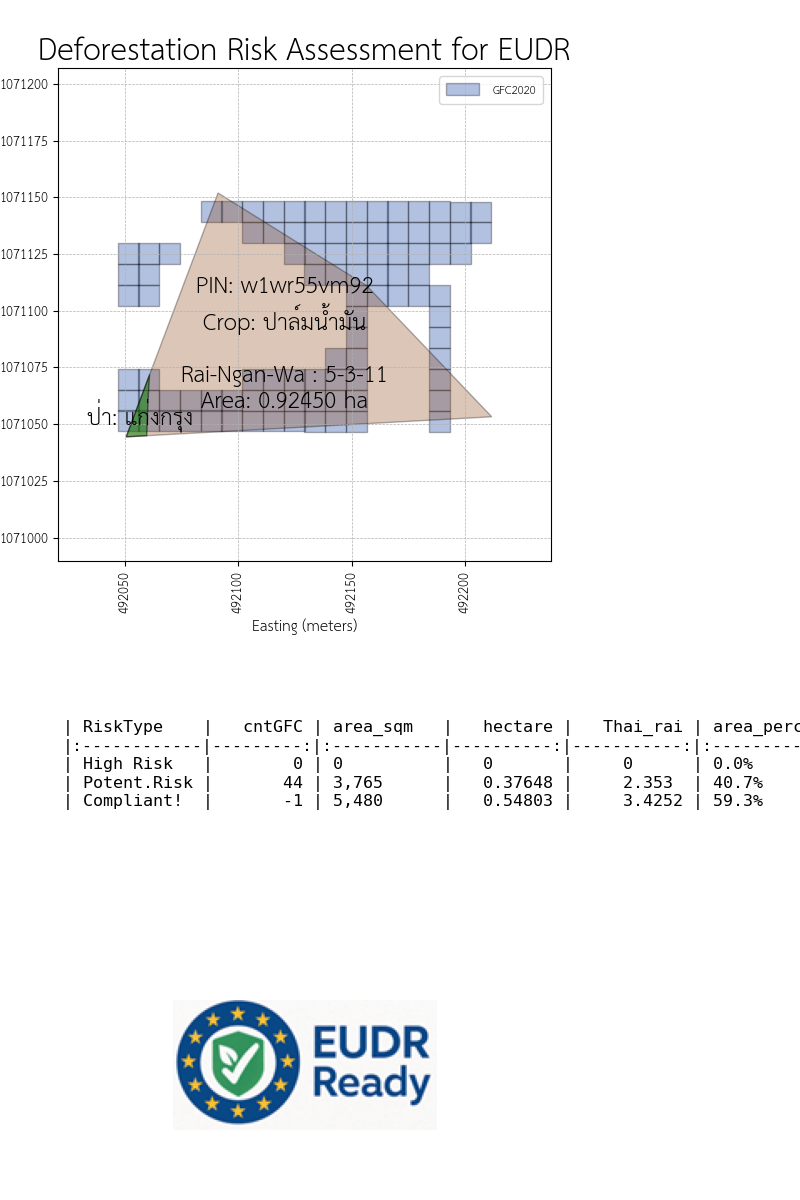 Deforestation Risk Assessment for EUDR
GFC2020
1071200
1071175
1071150
1071125
1071100
1071075
1071050
1071025
1071000
PIN: w1wr55vm92
Crop: ปาล์มน้ำมัน
Rai-Ngan-Wa : 5-3-11
Area: 0.92450 ha
ป่า: แก่งกรุง
492050
492100
492150
492200
Easting (meters)
| RiskType | cntGFC | area_sqm | hectare | Thai_rai | area_perc
|:------------|---------:|:-----------|----------:|-----------:|:---------
| High Risk | 0 | 0 | 0 | 0 | 0.0%
| Potent.Risk | 44 | 3,765 | 0.37648 | 2.353 | 40.7%
| Compliant! | -1 | 5,480 | 0.54803 | 3.4252 | 59.3%
EUDR
Ready